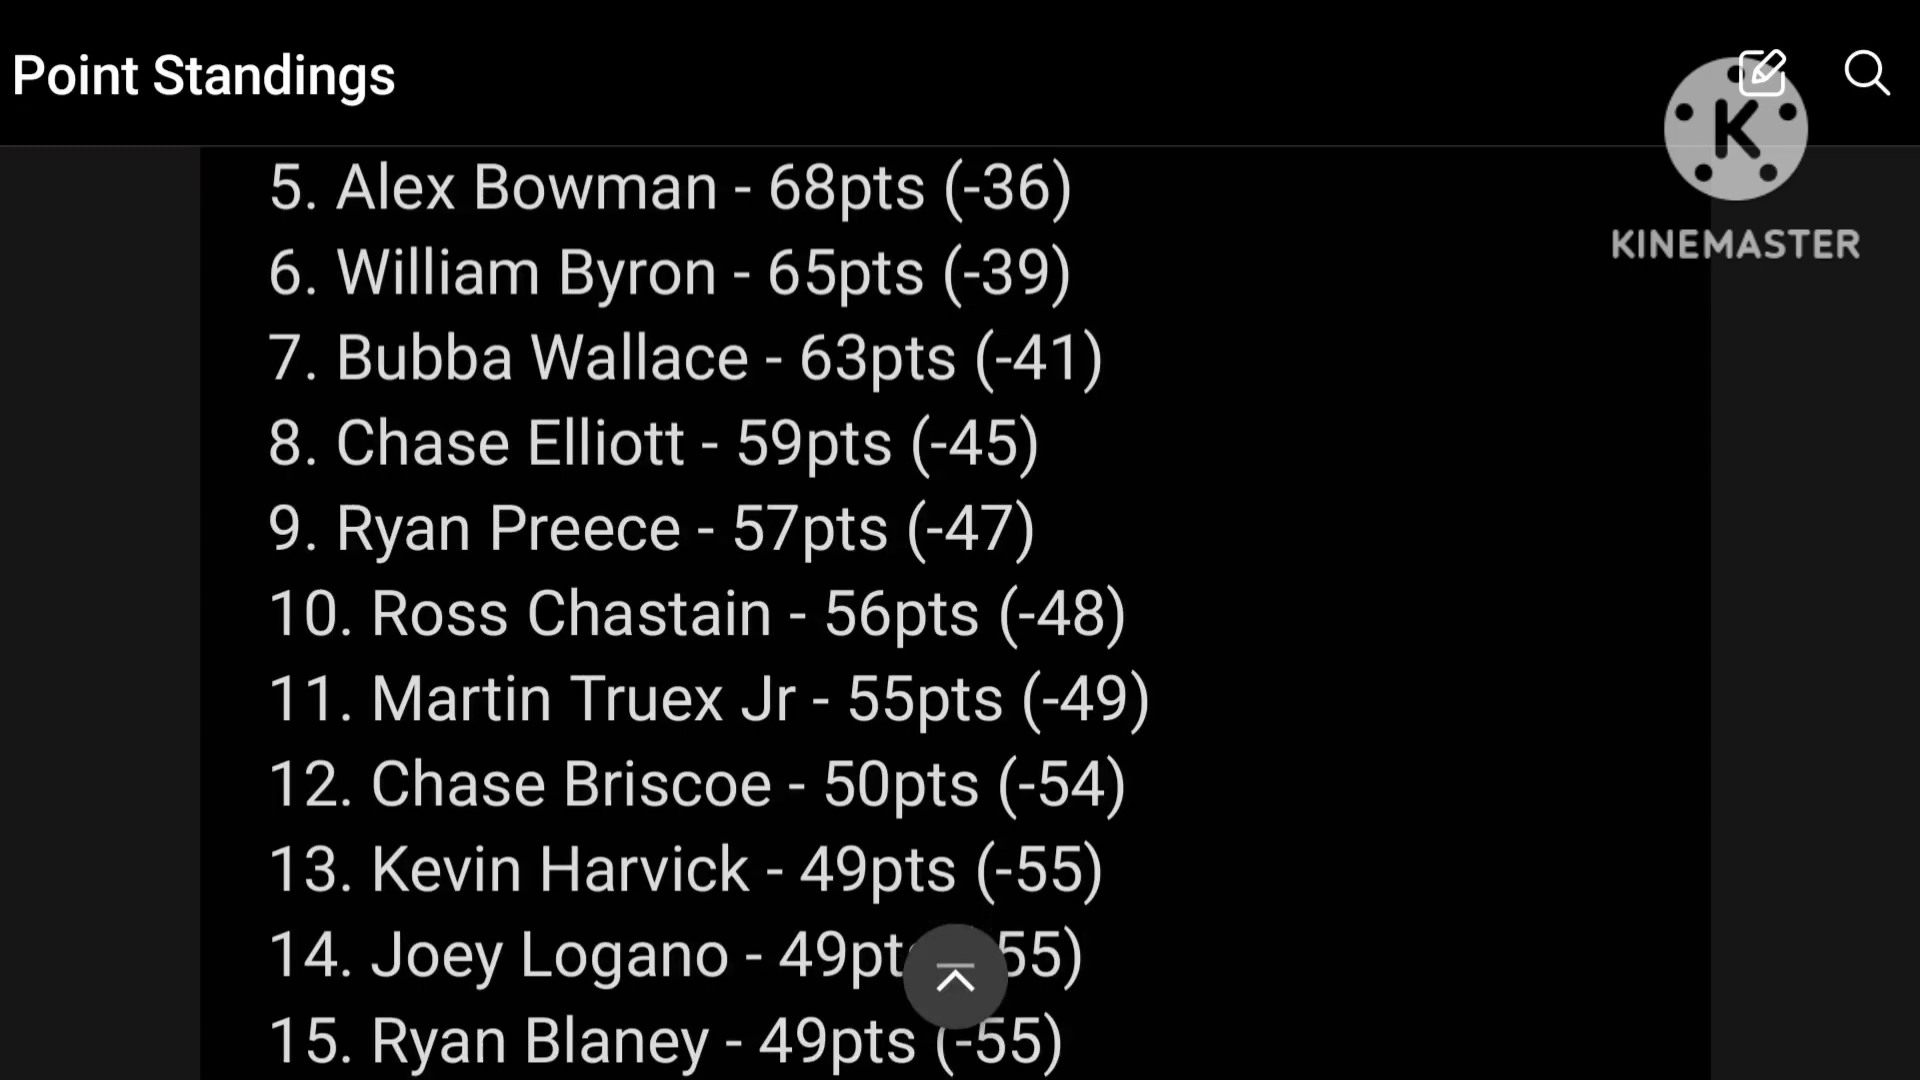 Point Standings
K
KINEMASTER
5. Alex Bowman - 68pts (-36)
6. William Byron - 65pts (-39)
7. Bubba Wallace - 63pts (-41)
8. Chase Elliott - 59pts (-45)
9. Ryan Preece - 57pts (-47)
10. Ross Chastain - 56pts (-48)
11. Martin Truex Jr - 55pts (-49)
12. Chase Briscoe - 50pts (-54)
13. Kevin Harvick - 49pts (-55)
14. Joey Logano - 49pt 55)
15. Ryan Blaney - 49pts (-55)